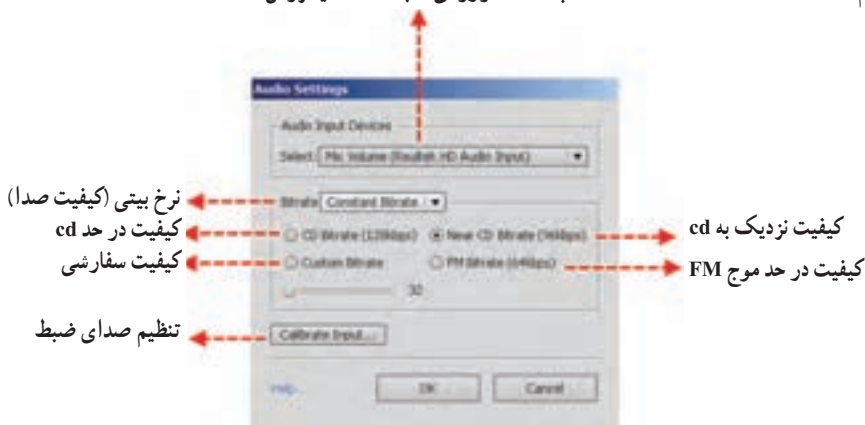 Audio Settings
Audio Input Devices
Select: Mic Volume (Realtek HD Audio Input)
نرخ بیتی (کیفیت صدا)
Bitrate: Constant Bitrate
کیفیت در حد cd
CD Bitrate (128kbps)
Near CD Bitrate (96kbps)
کیفیت نزدیک به cd
کیفیت سفارشی
Custom Bitrate
FM Bitrate (64kbps)
کیفیت در حد موج FM
30
تنظیم صدای ضبط
Calibrate Input...
Help...
OK
Cancel